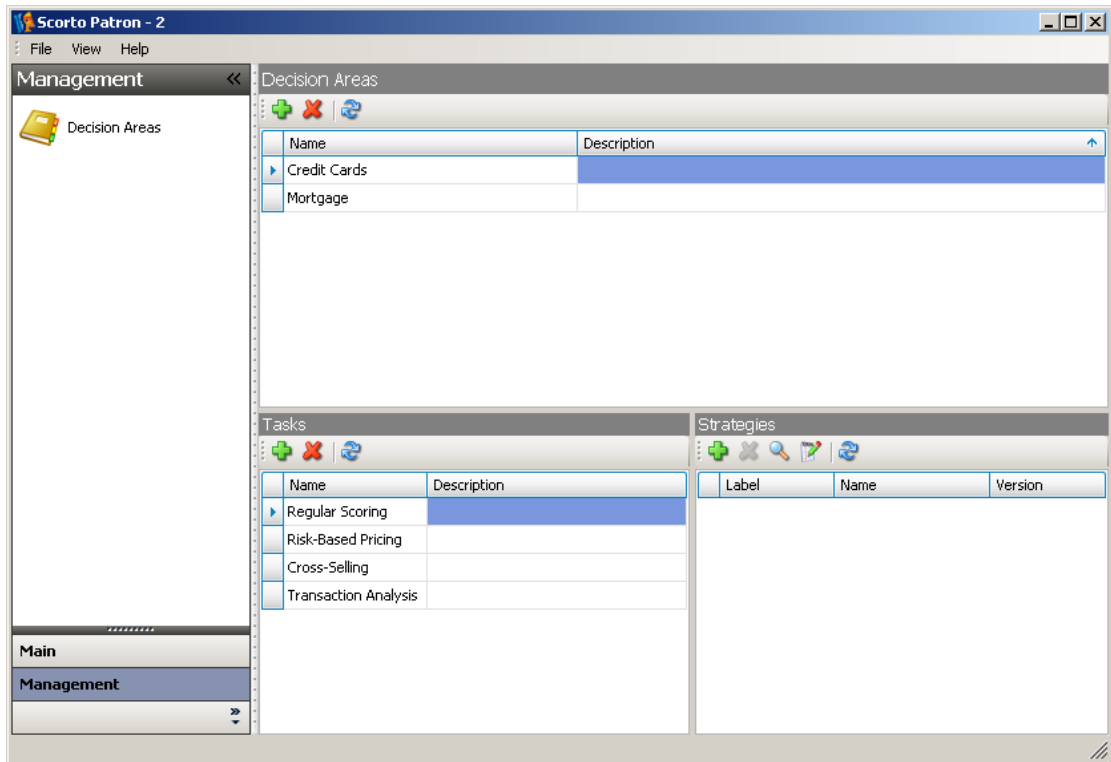 Scorto Patron - 2
File View Help
Management
Decision Areas
Main
Management
Decision Areas
Name Description
Credit Cards
Mortgage
Tasks
Name Description
Regular Scoring
Risk-Based Pricing
Cross-Selling
Transaction Analysis
Strategies
Label Name Version